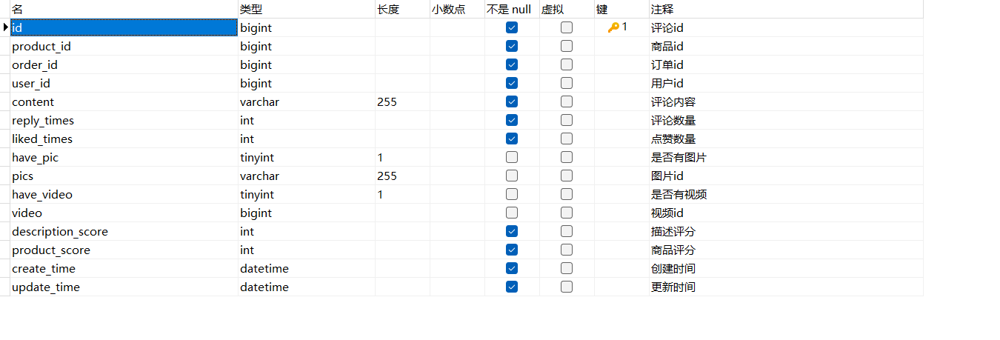 名 类型 长度 小数点 不是 null 虚拟 键 注释
id bigint 1 评论id
product_id bigint 商品id
order_id bigint 订单id
user_id bigint 用户id
content varchar 255 评论内容
reply_times int 评论数量
liked_times int 点赞数量
have_pic tinyint 1 是否有图片
pics varchar 255 图片id
have_video tinyint 1 是否有视频
video bigint 视频id
description_score int 描述评分
product_score int 商品评分
create_time datetime 创建时间
update_time datetime 更新时间